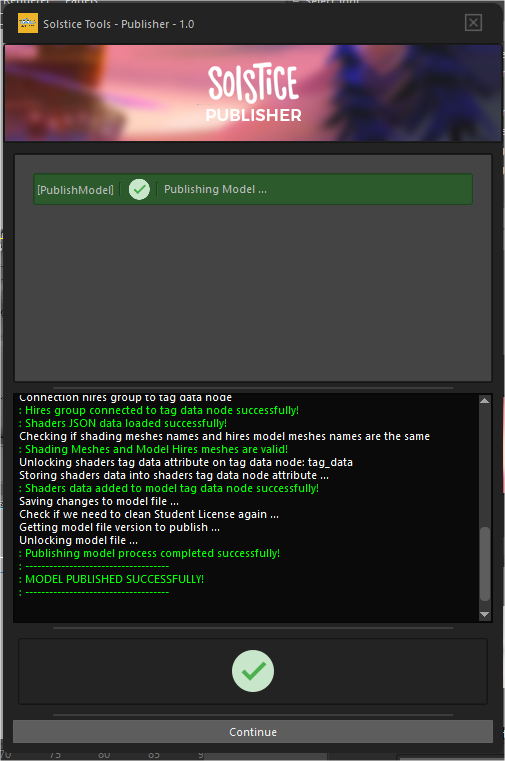 Solstice Tools - Publisher - 1.0
SOLSTICE
PUBLISHER
[PublishModel] Publishing Model ...
Connection hires group to tag data node
: Hires group connected to tag data node successfully!
: Shaders JSON data loaded successfully!
Checking if shading meshes names and hires model meshes names are the same
: Shading Meshes and Model Hires meshes are valid!
Unlocking shaders tag data attribute on tag data node: tag_data
Storing shaders data into shaders tag data node attribute ...
: Shaders data added to model tag data node successfully!
Saving changes to model file ...
Check if we need to clean Student License again ...
Getting model file version to publish ...
Unlocking model file ...
: Publishing model process completed successfully!
: ------------------------------------
: MODEL PUBLISHED SUCCESSFULLY!
: ------------------------------------
Continue
70 75 80 85